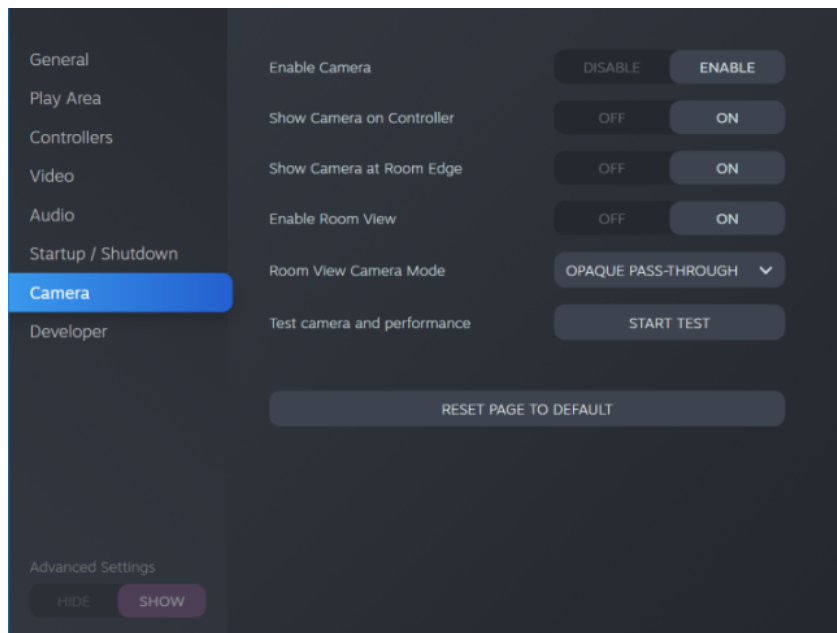 General
Play Area
Controllers
Video
Audio
Startup / Shutdown
Camera
Developer
Advanced Settings
HIDE SHOW
Enable Camera DISABLE ENABLE
Show Camera on Controller OFF ON
Show Camera at Room Edge OFF ON
Enable Room View OFF ON
Room View Camera Mode OPAQUE PASS-THROUGH
Test camera and performance START TEST
RESET PAGE TO DEFAULT